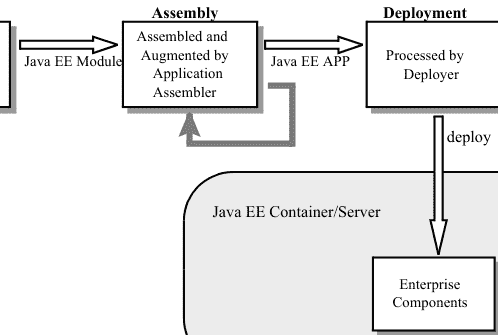 Assembly
Deployment
Assembled and
Augmented by
Application
Assembler
Java EE Module
Java EE APP
Processed by
Deployer
deploy
Java EE Container/Server
Enterprise
Components